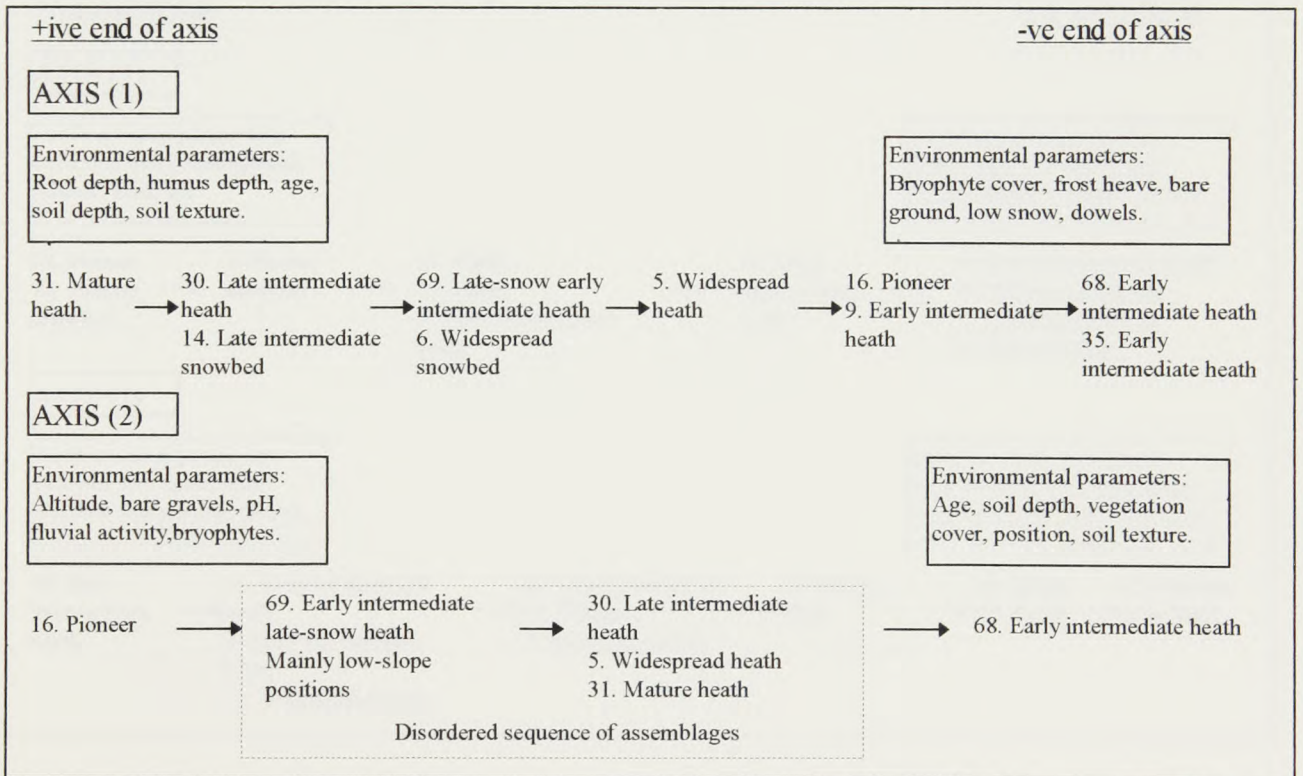 +ive end of axis
-ve end of axis
AXIS (1)
Environmental parameters:
Root depth, humus depth, age,
soil depth, soil texture.
Environmental parameters:
Bryophyte cover, frost heave, bare
ground, low snow, dowels.
31. Mature
heath.
30. Late intermediate
heath
14. Late intermediate
snowbed
69. Late-snow early
intermediate heath
6. Widespread
snowbed
5. Widespread
heath
16. Pioneer
9. Early intermediate
heath
68. Early
intermediate heath
35. Early
intermediate heath
AXIS (2)
Environmental parameters:
Altitude, bare gravels, pH,
fluvial activity,bryophytes.
Environmental parameters:
Age, soil depth, vegetation
cover, position, soil texture.
16. Pioneer
69. Early intermediate
late-snow heath
Mainly low-slope
positions
30. Late intermediate
heath
5. Widespread heath
31. Mature heath
68. Early intermediate heath
Disordered sequence of assemblages